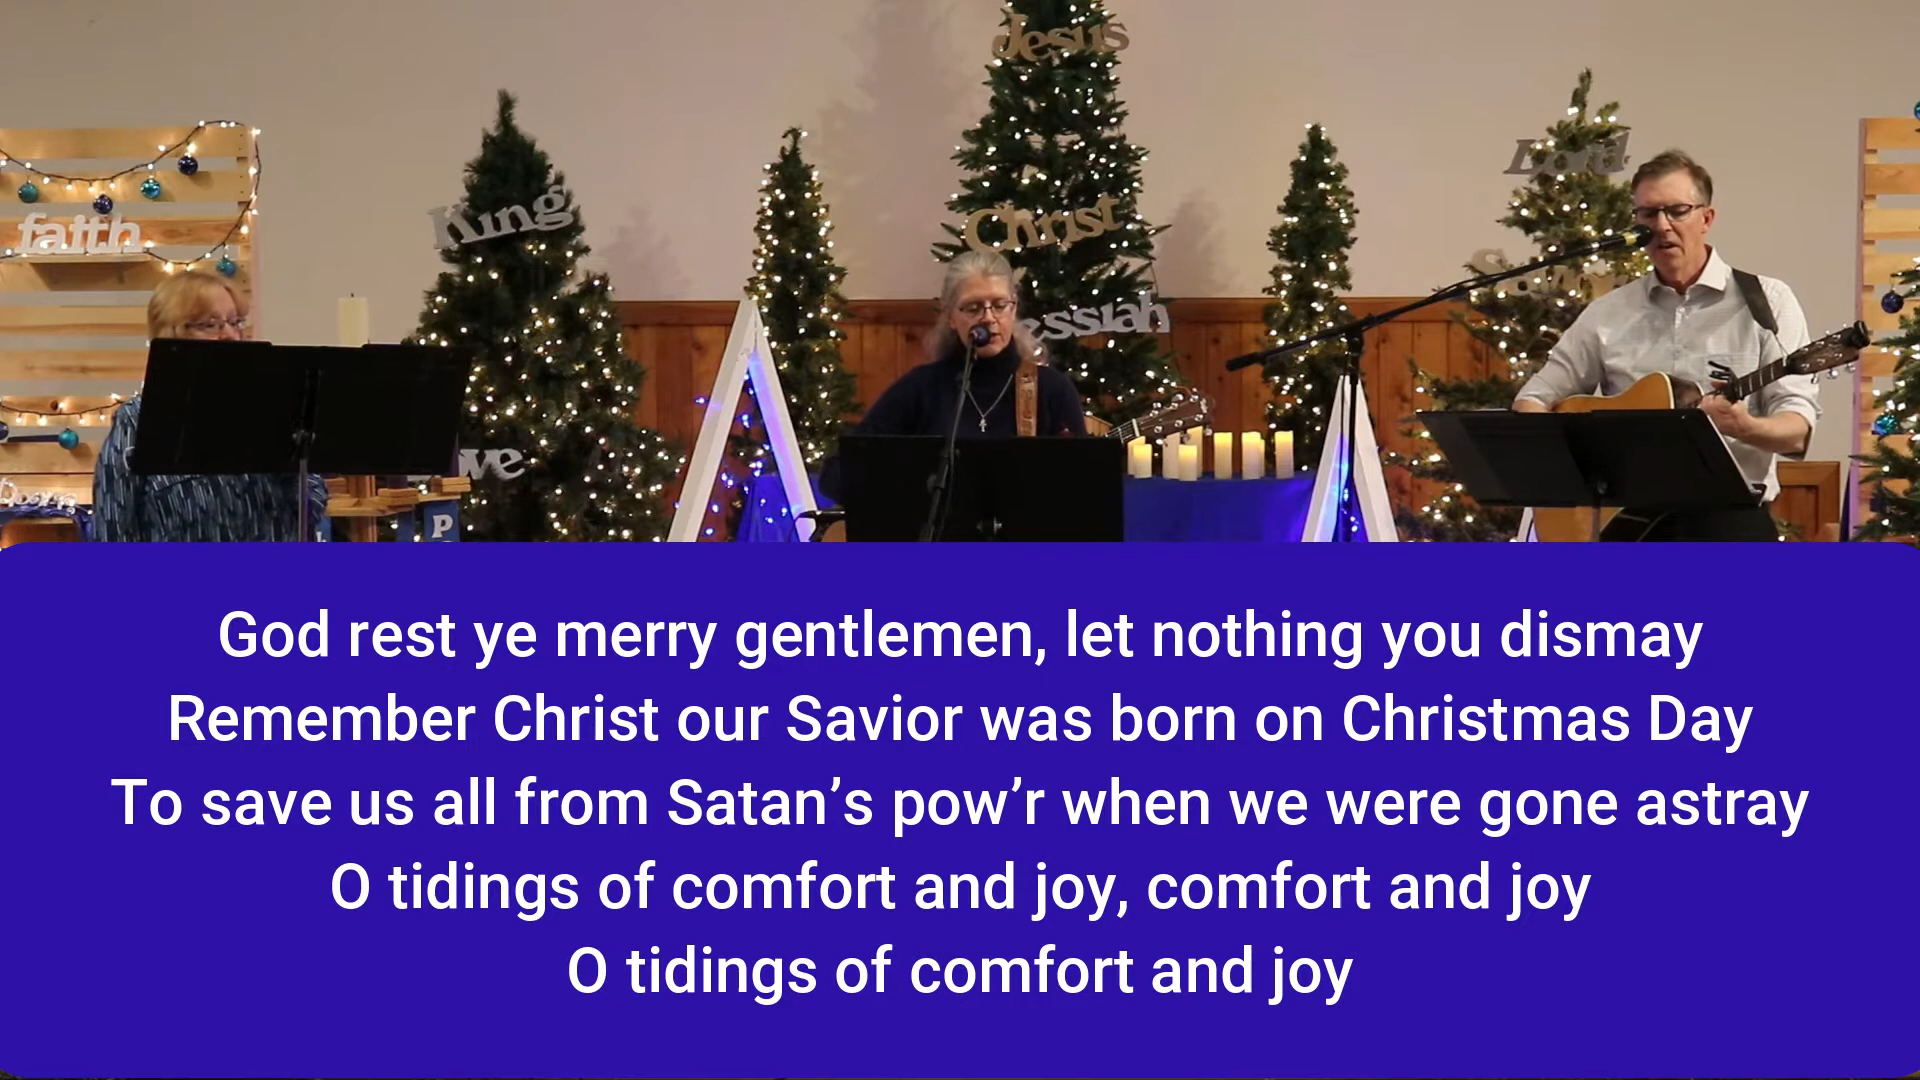 Jesus
Lord
King
faith
Christ
essiah
ve
P
God rest ye merry gentlemen, let nothing you dismay
Remember Christ our Savior was born on Christmas Day
To save us all from Satan’s pow’r when we were gone astray
O tidings of comfort and joy, comfort and joy
O tidings of comfort and joy